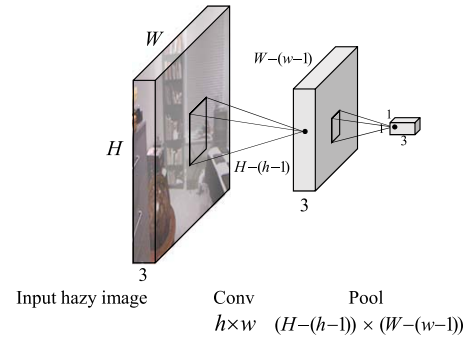 W
H
3
W−(w−1)
H−(h−1)
3
1
1
3
Input hazy image Conv Pool
h×w (H−(h−1)) × (W−(w−1))